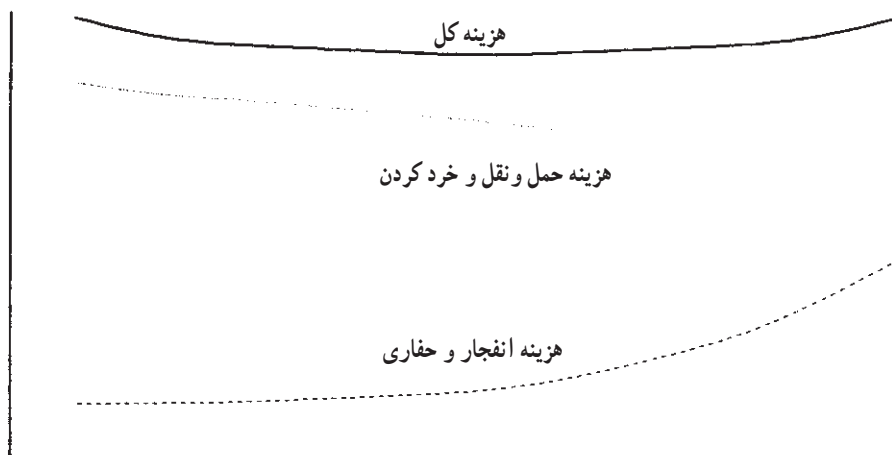 هزینه کل
هزینه حمل ونقل و خرد کردن
هزینه انفجار و حفاری